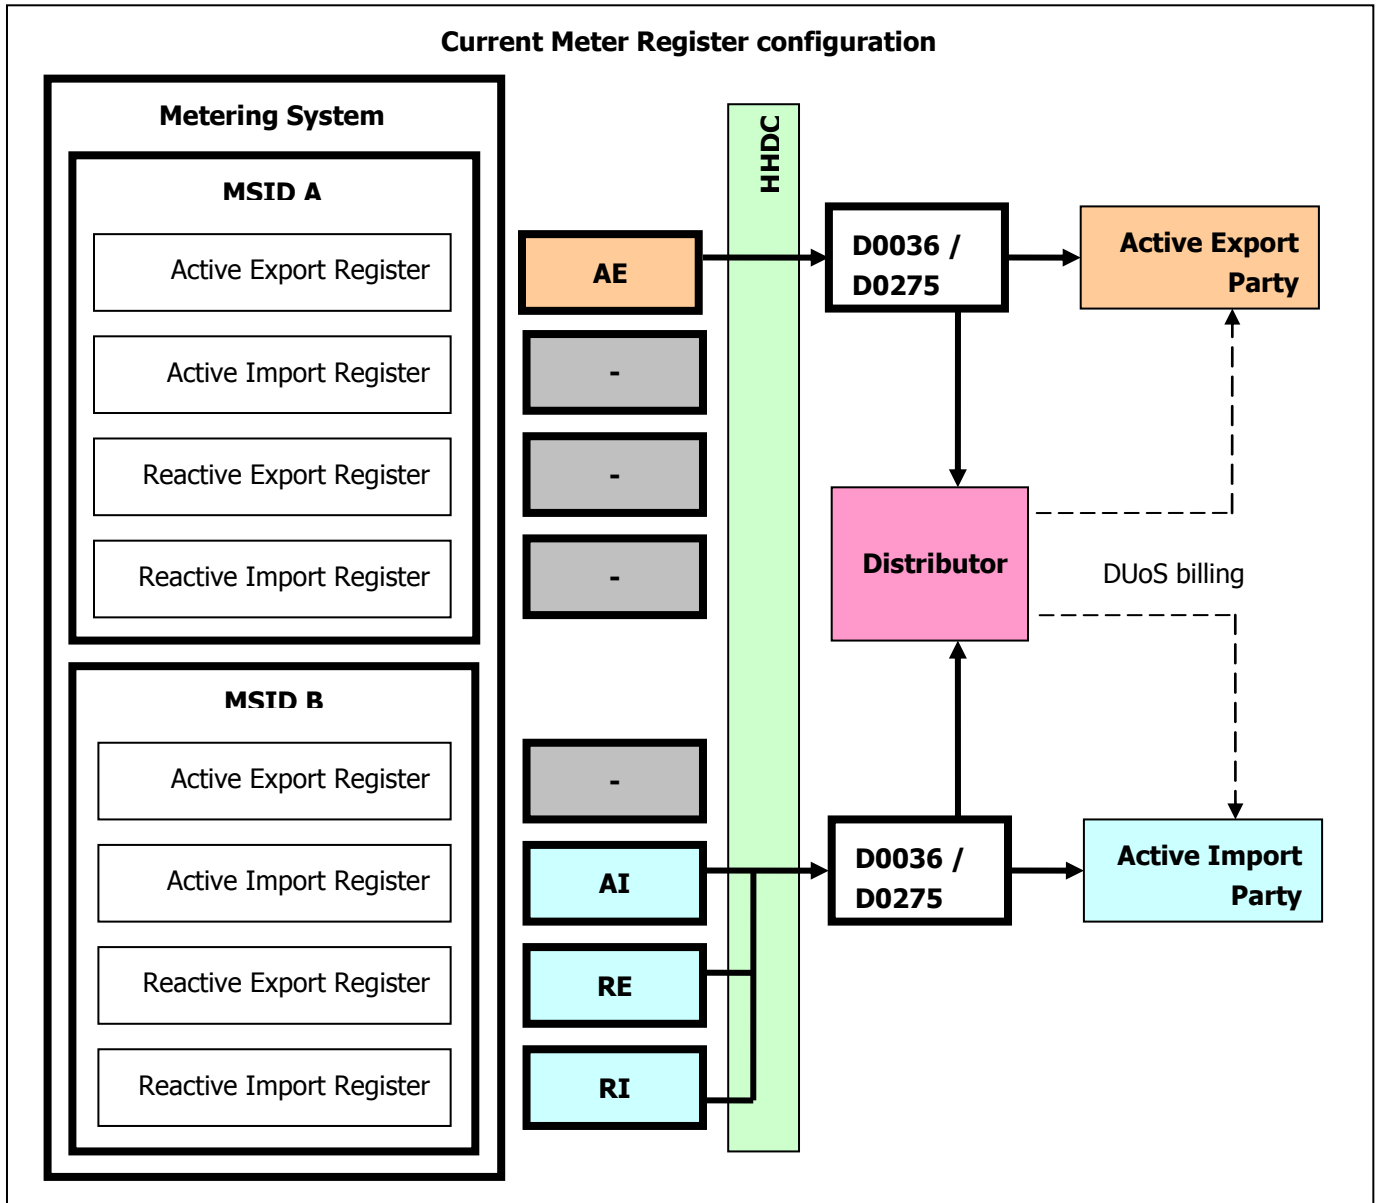 Current Meter Register configuration
Metering System
MSID A
Active Export Register
Active Import Register
Reactive Export Register
Reactive Import Register
MSID B
Active Export Register
Active Import Register
Reactive Export Register
Reactive Import Register
AE
-
-
-
-
AI
RE
RI
HHDC
D0036 /
D0275
Active Export
Party
Distributor
DUoS billing
D0036 /
D0275
Active Import
Party